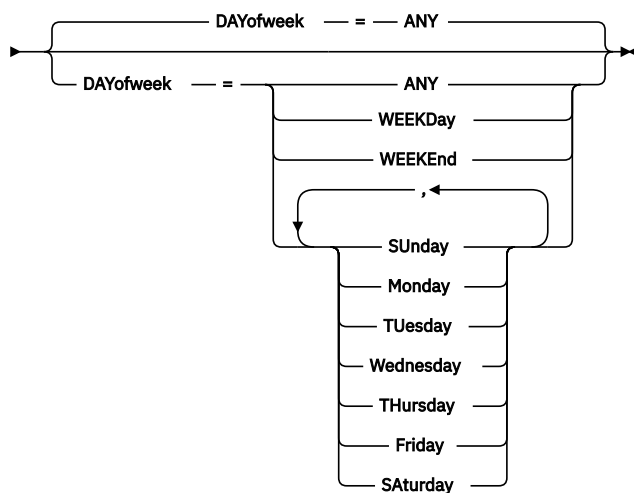 DAYofweek = ANY
DAYofweek = ANY
WEEKDay
WEEKEnd
,
SUnday
Monday
TUesday
Wednesday
THursday
Friday
SAturday